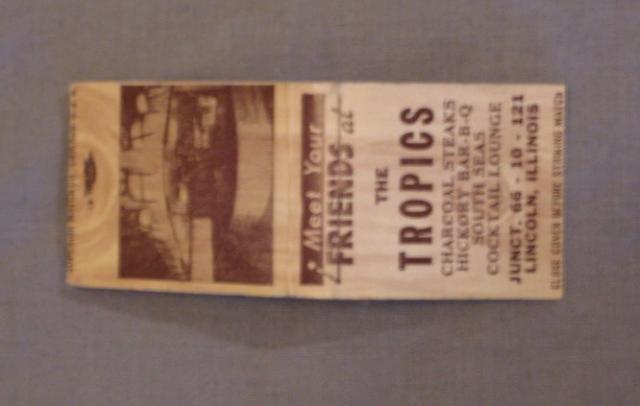 Meet Your
FRIENDS at
THE
TROPICS
CHARCOAL STEAKS
HICKORY BAR-B-Q
SOUTH SEAS
COCKTAIL LOUNGE
JUNCT. 66 - 10 - 121
LINCOLN, ILLINOIS
CLOSE COVER BEFORE STRIKING MATCH